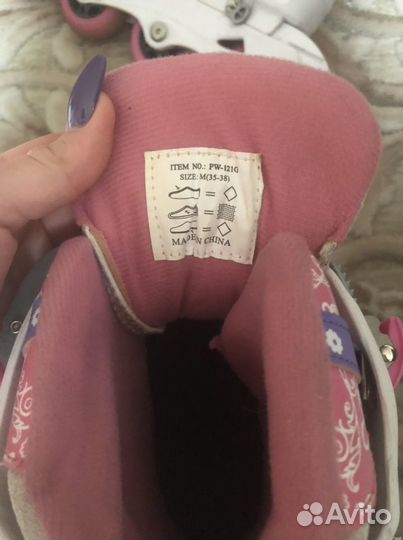 ITEM NO.: PW-121G
SIZE: M(35-38)
MADE IN CHINA
Avito